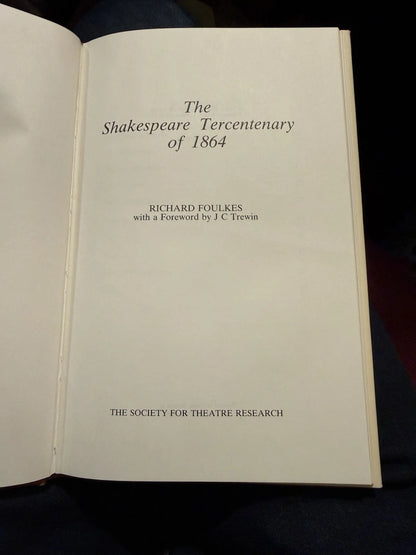 The
Shakespeare Tercentenary
of 1864
RICHARD FOULKES
with a Foreword by J C Trewin
THE SOCIETY FOR THEATRE RESEARCH